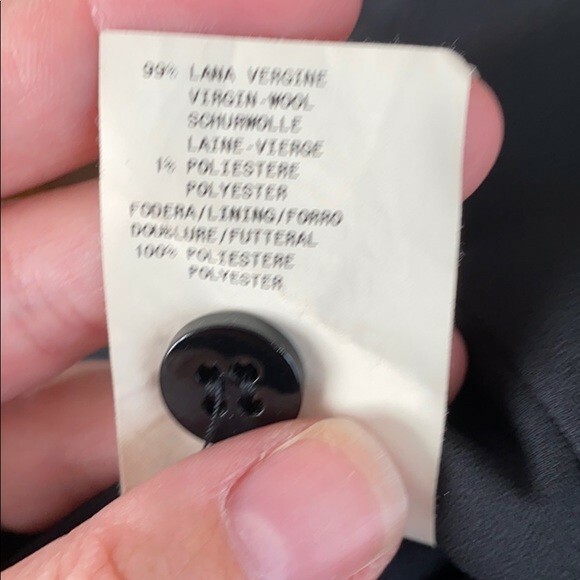 99% LANA VERGINE
VIRGIN-WOOL
SCHURWOLLE
LAINE-VIERGE
1% POLIESTERE
POLYESTER
FODERA/LINING/FORRO
DOUBLURE/FUTTERAL
100% POLIESTERE
POLYESTER